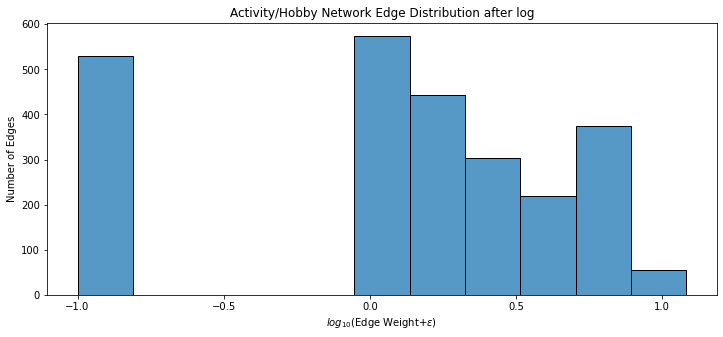 Activity/Hobby Network Edge Distribution after log
600
500
400
300
200
100
0
Number of Edges
−1.0 −0.5 0.0 0.5 1.0
log₁₀(Edge Weight+ε)